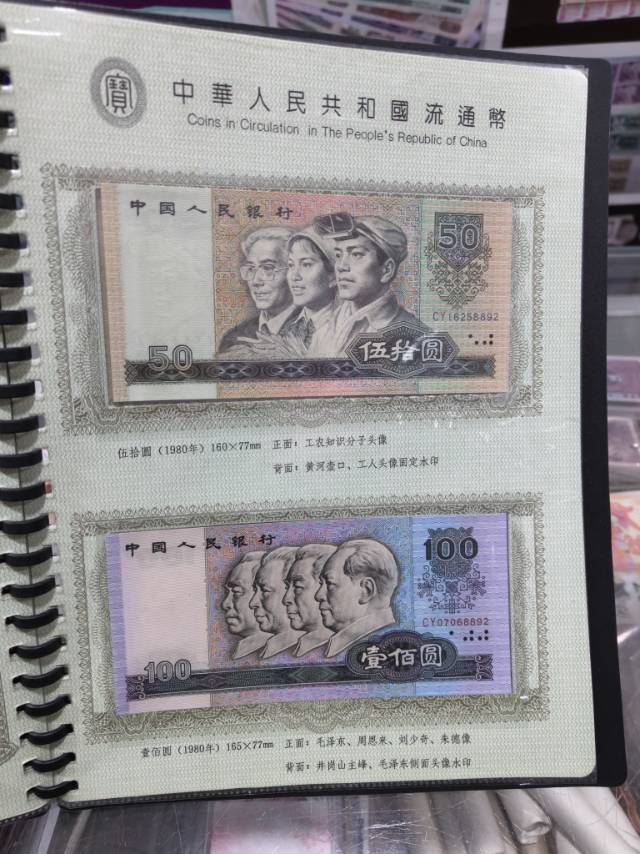 寶
中華人民共和國流通幣
Coins in Circulation in The People's Republic of China
中国人民银行
50
CY16258892
50
伍拾圆
伍拾圆（1980年）160×77mm 正面：工农知识分子头像
背面：黄河壶口、工人头像固定水印
中国人民银行
100
CY07068892
100
壹佰圆
壹佰圆（1980年）165×77mm 正面：毛泽东、周恩来、刘少奇、朱德像
背面：井岗山主峰、毛泽东侧面头像水印